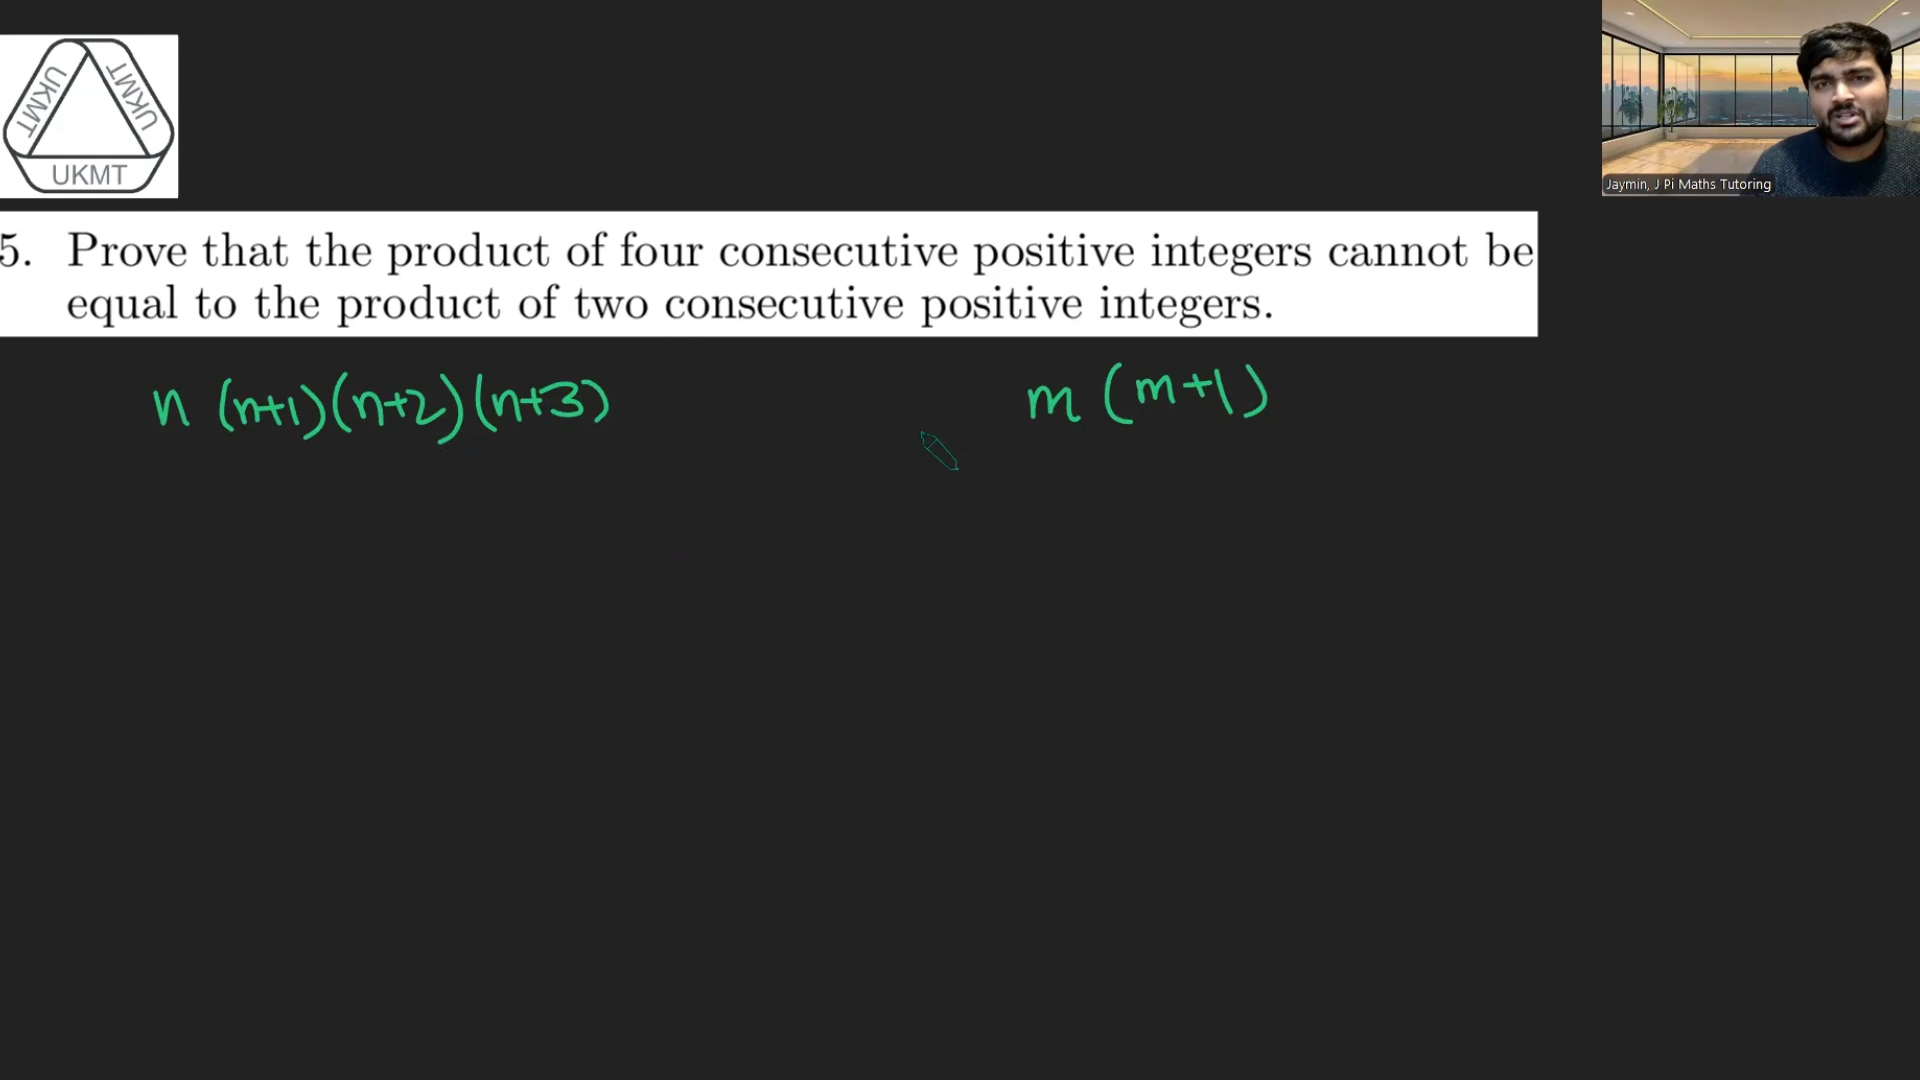 UKMT
UKMT
UKMT
Jaymin, J Pi Maths Tutoring
5. Prove that the product of four consecutive positive integers cannot be
equal to the product of two consecutive positive integers.
n (n+1)(n+2)(n+3)
m (m+1)